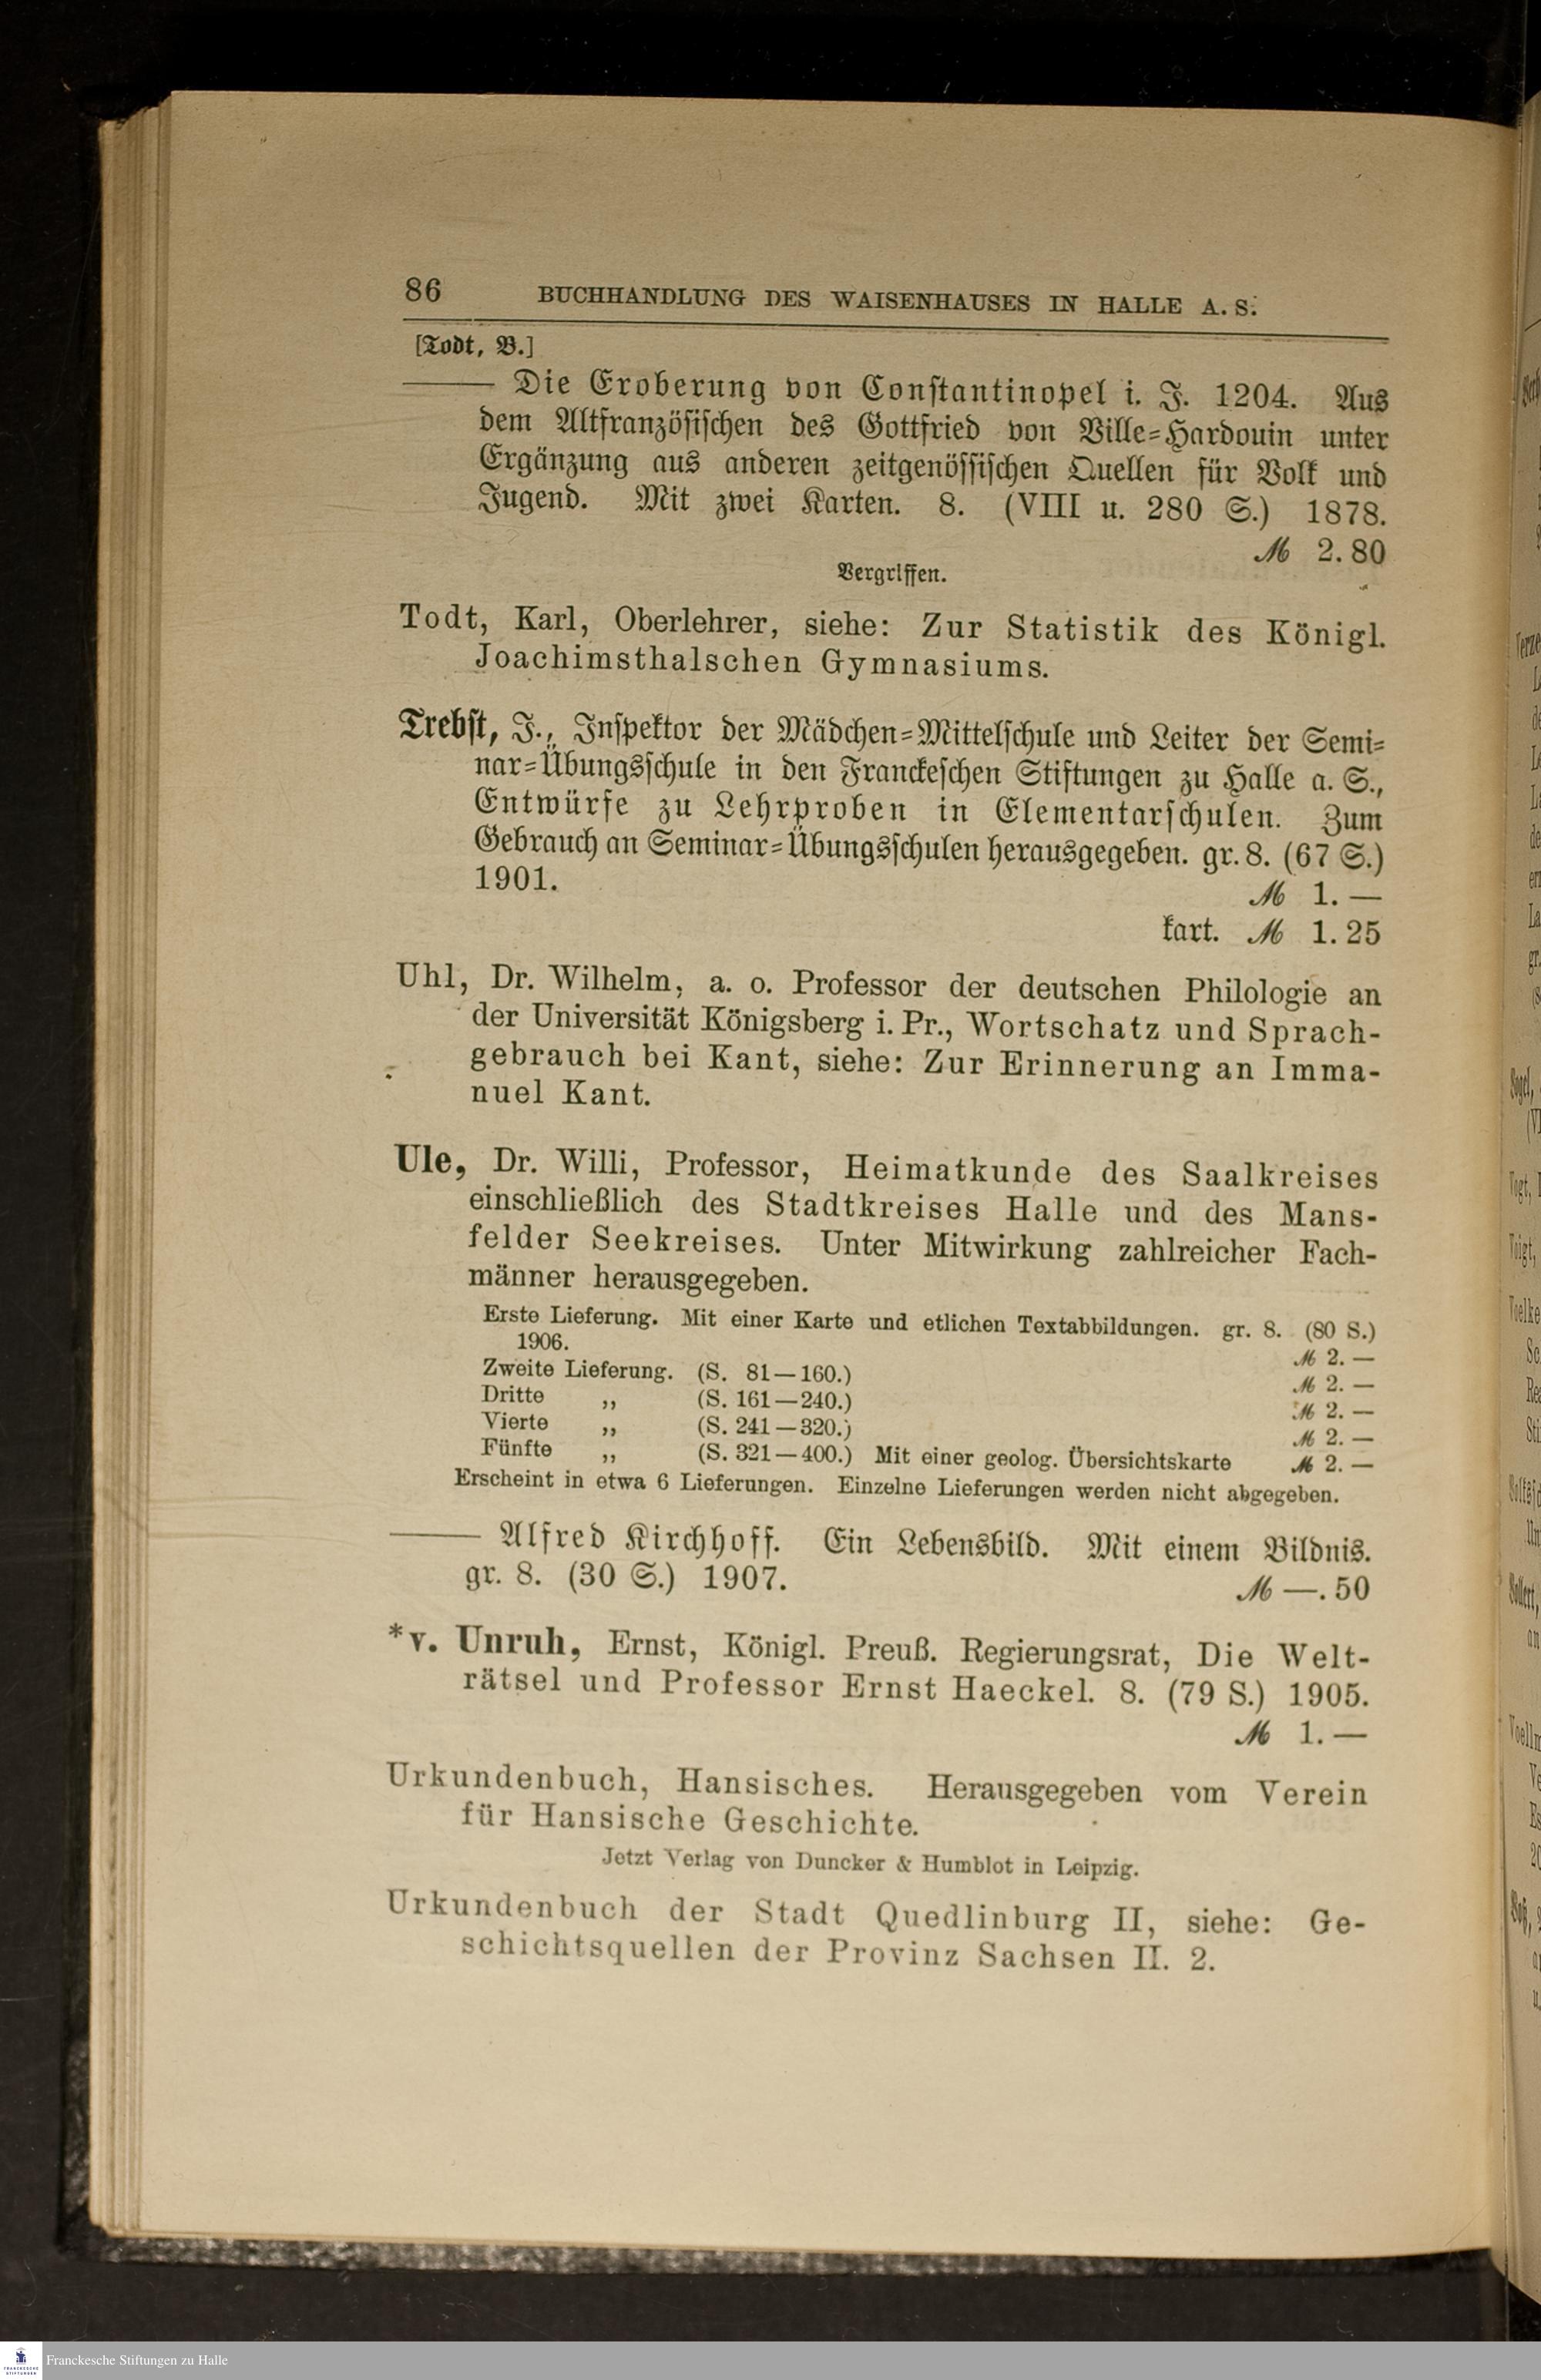 86 BUCHHANDLUNG DES WAISENHAUSES IN HALLE A. S.
[Todt, B.]
—— Die Eroberung von Constantinopel i. J. 1204. Aus
dem Altfranzösischen des Gottfried von Ville-Hardouin unter
Ergänzung aus anderen zeitgenössischen Quellen für Volk und
Jugend. Mit zwei Karten. 8. (VIII u. 280 S.) 1878.
ℳ 2.80
Vergriffen.
Todt, Karl, Oberlehrer, siehe: Zur Statistik des Königl.
Joachimsthalschen Gymnasiums.
Trebst, J., Inspektor der Mädchen-Mittelschule und Leiter der Semi-
nar-Übungsschule in den Franckeschen Stiftungen zu Halle a. S.,
Entwürfe zu Lehrproben in Elementarschulen. Zum
Gebrauch an Seminar-Übungsschulen herausgegeben. gr. 8. (67 S.)
1901. ℳ 1.—
kart. ℳ 1.25
Uhl, Dr. Wilhelm, a. o. Professor der deutschen Philologie an
der Universität Königsberg i. Pr., Wortschatz und Sprach-
gebrauch bei Kant, siehe: Zur Erinnerung an Imma-
nuel Kant.
Ule, Dr. Willi, Professor, Heimatkunde des Saalkreises
einschließlich des Stadtkreises Halle und des Mans-
felder Seekreises. Unter Mitwirkung zahlreicher Fach-
männer herausgegeben.
Erste Lieferung. Mit einer Karte und etlichen Textabbildungen. gr. 8. (80 S.)
1906. ℳ 2.—
Zweite Lieferung. (S. 81—160.) ℳ 2.—
Dritte „ (S. 161—240.) ℳ 2.—
Vierte „ (S. 241—320.) ℳ 2.—
Fünfte „ (S. 321—400.) Mit einer geolog. Übersichtskarte ℳ 2.—
Erscheint in etwa 6 Lieferungen. Einzelne Lieferungen werden nicht abgegeben.
—— Alfred Kirchhoff. Ein Lebensbild. Mit einem Bildnis.
gr. 8. (30 S.) 1907. ℳ —.50
*v. Unruh, Ernst, Königl. Preuß. Regierungsrat, Die Welt-
rätsel und Professor Ernst Haeckel. 8. (79 S.) 1905.
ℳ 1.—
Urkundenbuch, Hansisches. Herausgegeben vom Verein
für Hansische Geschichte.
Jetzt Verlag von Duncker & Humblot in Leipzig.
Urkundenbuch der Stadt Quedlinburg II, siehe: Ge-
schichtsquellen der Provinz Sachsen II. 2.
FRANCKESCHE
STIFTUNGEN
Franckesche Stiftungen zu Halle